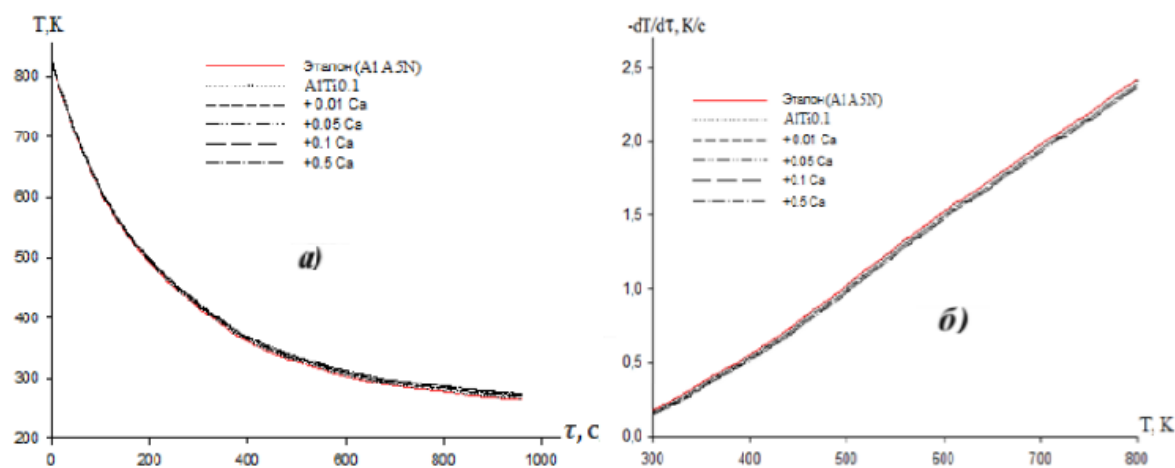 T,K
800
700
600
500
400
300
200
0
200
400
600
800
1000
τ, с
Эталон (A1 A5N)
AlTi0.1
+ 0.01 Ca
+0.05 Ca
+0.1 Ca
+0.5 Ca
а)
-dT/dτ, К/с
2,5
2,0
1,5
1,0
0,5
0,0
300
400
500
600
700
800
T, K
Эталон (A1 A5N)
AlTi0.1
+0.01 Ca
+0.05 Ca
+0.1 Ca
+0.5 Ca
б)